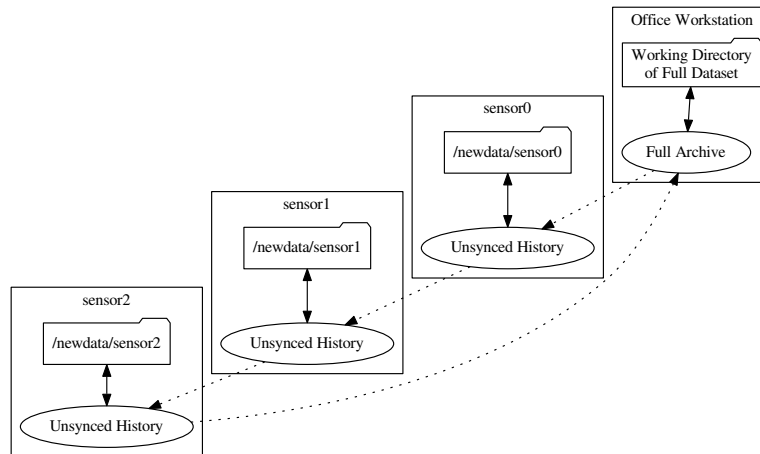 Office Workstation
Working Directory
of Full Dataset
Full Archive
sensor0
/newdata/sensor0
Unsynced History
sensor1
/newdata/sensor1
Unsynced History
sensor2
/newdata/sensor2
Unsynced History